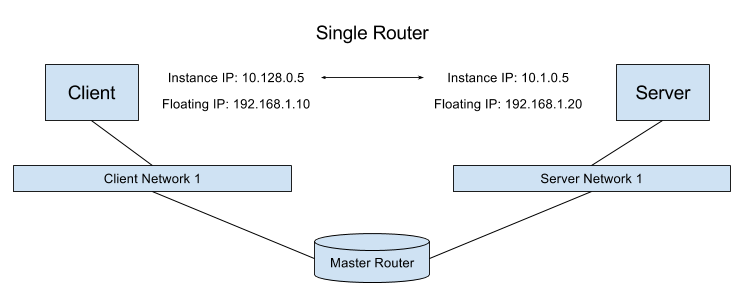 Single Router
Client
Instance IP: 10.128.0.5
Floating IP: 192.168.1.10
Instance IP: 10.1.0.5
Floating IP: 192.168.1.20
Server
Client Network 1
Server Network 1
Master Router